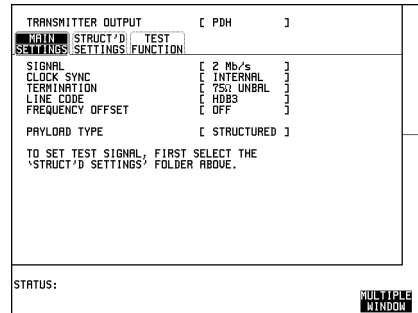 TRANSMITTER OUTPUT [ PDH ]
MAIN SETTINGS STRUCT'D SETTINGS TEST FUNCTION
SIGNAL [ 2 Mb/s ]
CLOCK SYNC [ INTERNAL ]
TERMINATION [ 75Ω UNBAL ]
LINE CODE [ HDB3 ]
FREQUENCY OFFSET [ OFF ]
PAYLOAD TYPE [ STRUCTURED ]
TO SET TEST SIGNAL, FIRST SELECT THE
'STRUCT'D SETTINGS' FOLDER ABOVE.
STATUS:
MULTIPLE
WINDOW